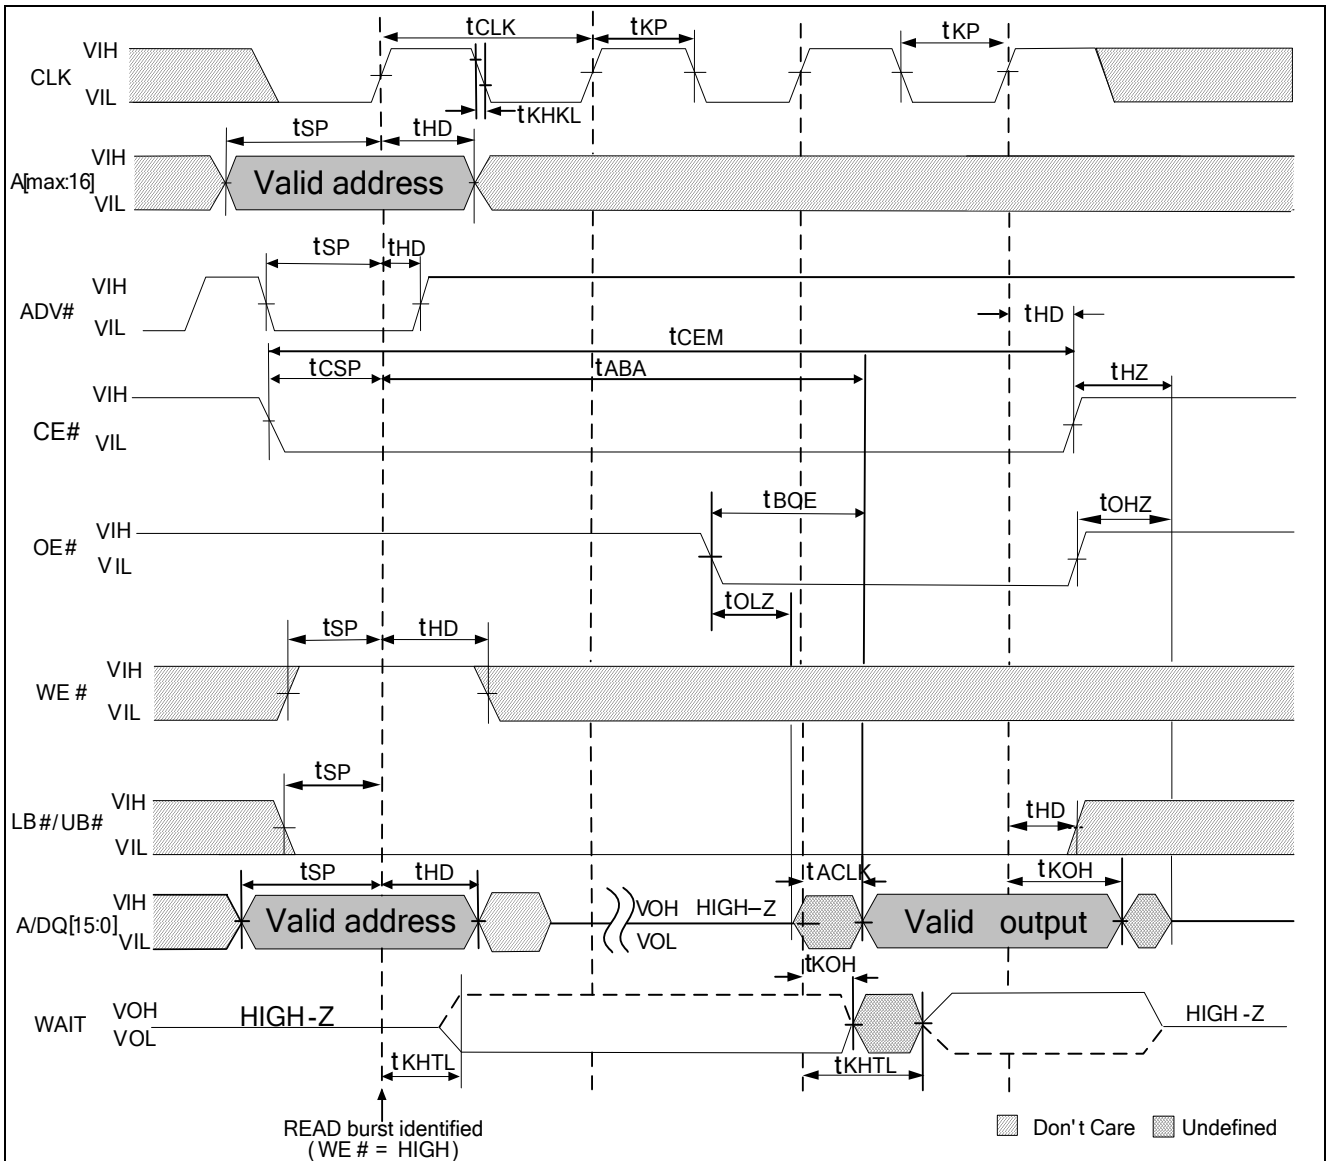 tCLK tKP tKP
VIH
CLK
VIL
tKHKL
tSP tHD
VIH
A[max:16] Valid address
VIL
tSP tHD
VIH
ADV#
VIL
tHD
tCEM
tCSP tABA tHZ
VIH
CE#
VIL
tBOE tOHZ
VIH
OE#
VIL
tOLZ
tSP tHD
VIH
WE #
VIL
tSP
VIH
LB#/UB# tHD
VIL
tSP tHD tACLK tKOH
VIH VOH HIGH-Z
A/DQ[15:0] Valid address Valid output
VIL VOL
tKOH
VOH HIGH-Z HIGH-Z
WAIT
VOL
tKHTL tKHTL
READ burst identified
(WE # = HIGH)
Don't Care Undefined